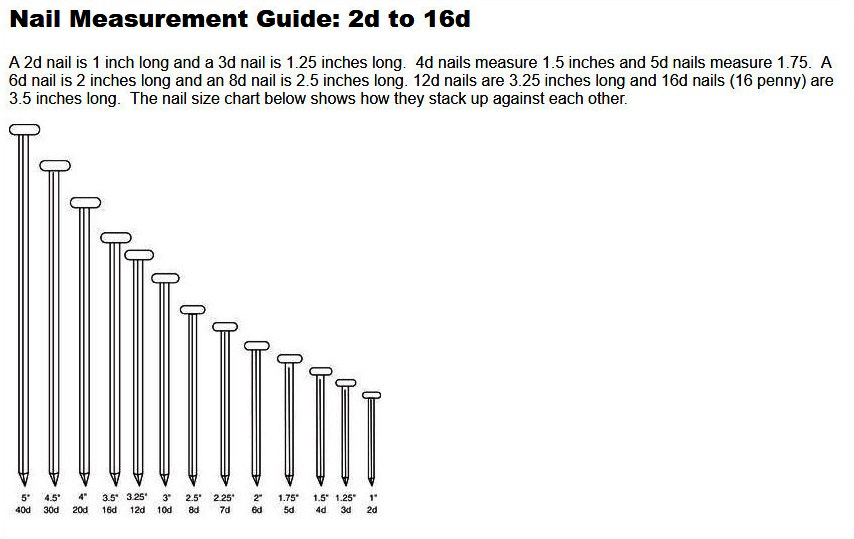 Nail Measurement Guide: 2d to 16d
A 2d nail is 1 inch long and a 3d nail is 1.25 inches long.  4d nails measure 1.5 inches and 5d nails measure 1.75.  A
6d nail is 2 inches long and an 8d nail is 2.5 inches long. 12d nails are 3.25 inches long and 16d nails (16 penny) are
3.5 inches long.  The nail size chart below shows how they stack up against each other.
5" 4.5" 4" 3.5" 3.25" 3" 2.5" 2.25" 2" 1.75" 1.5" 1.25" 1"
40d 30d 20d 16d 12d 10d 8d 7d 6d 5d 4d 3d 2d